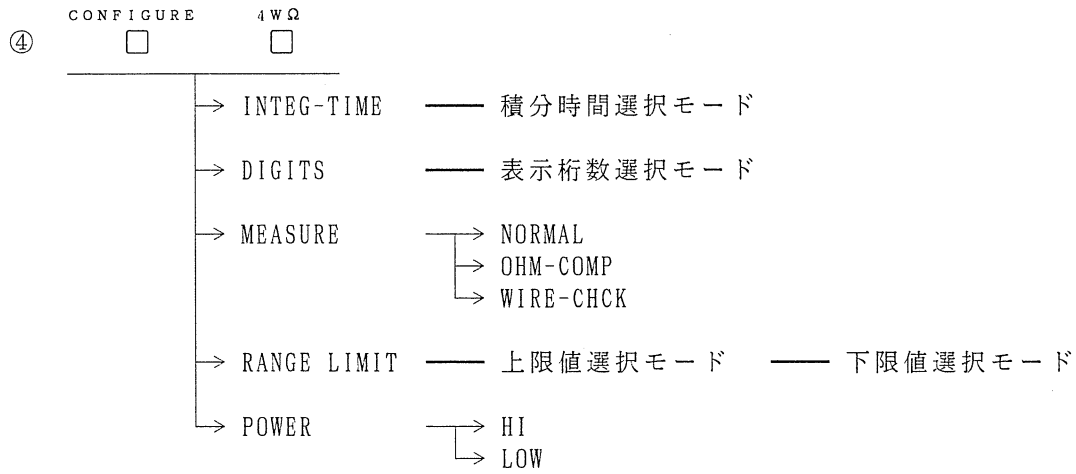 CONFIGURE 4WΩ
④ □ □
INTEG-TIME 積分時間選択モード
DIGITS 表示桁数選択モード
MEASURE NORMAL
OHM-COMP
WIRE-CHCK
RANGE LIMIT 上限値選択モード 下限値選択モード
POWER HI
LOW